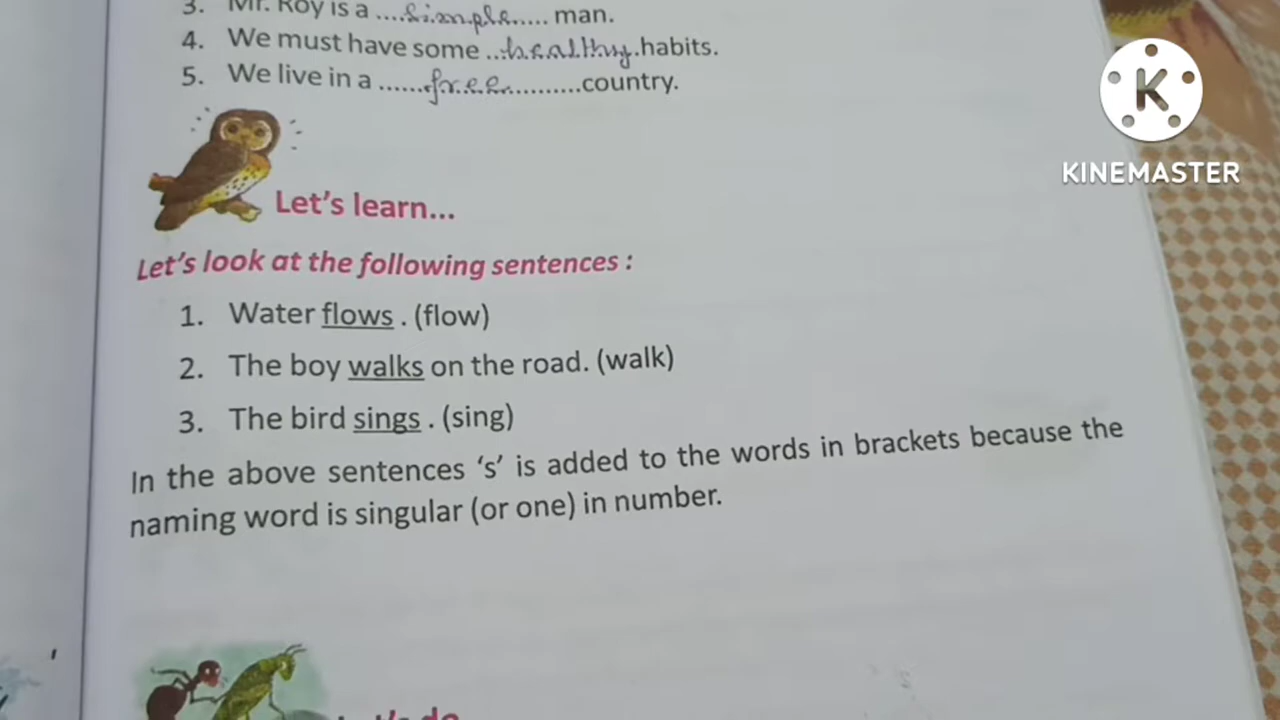 3. Mr. Roy is a ....simple..... man.
4. We must have some ...healthy.habits.
5. We live in a ......free..........country.
K
KINEMASTER
Let's learn...
Let's look at the following sentences :
1. Water flows . (flow)
2. The boy walks on the road. (walk)
3. The bird sings . (sing)
In the above sentences 's' is added to the words in brackets because the
naming word is singular (or one) in number.
Let's do